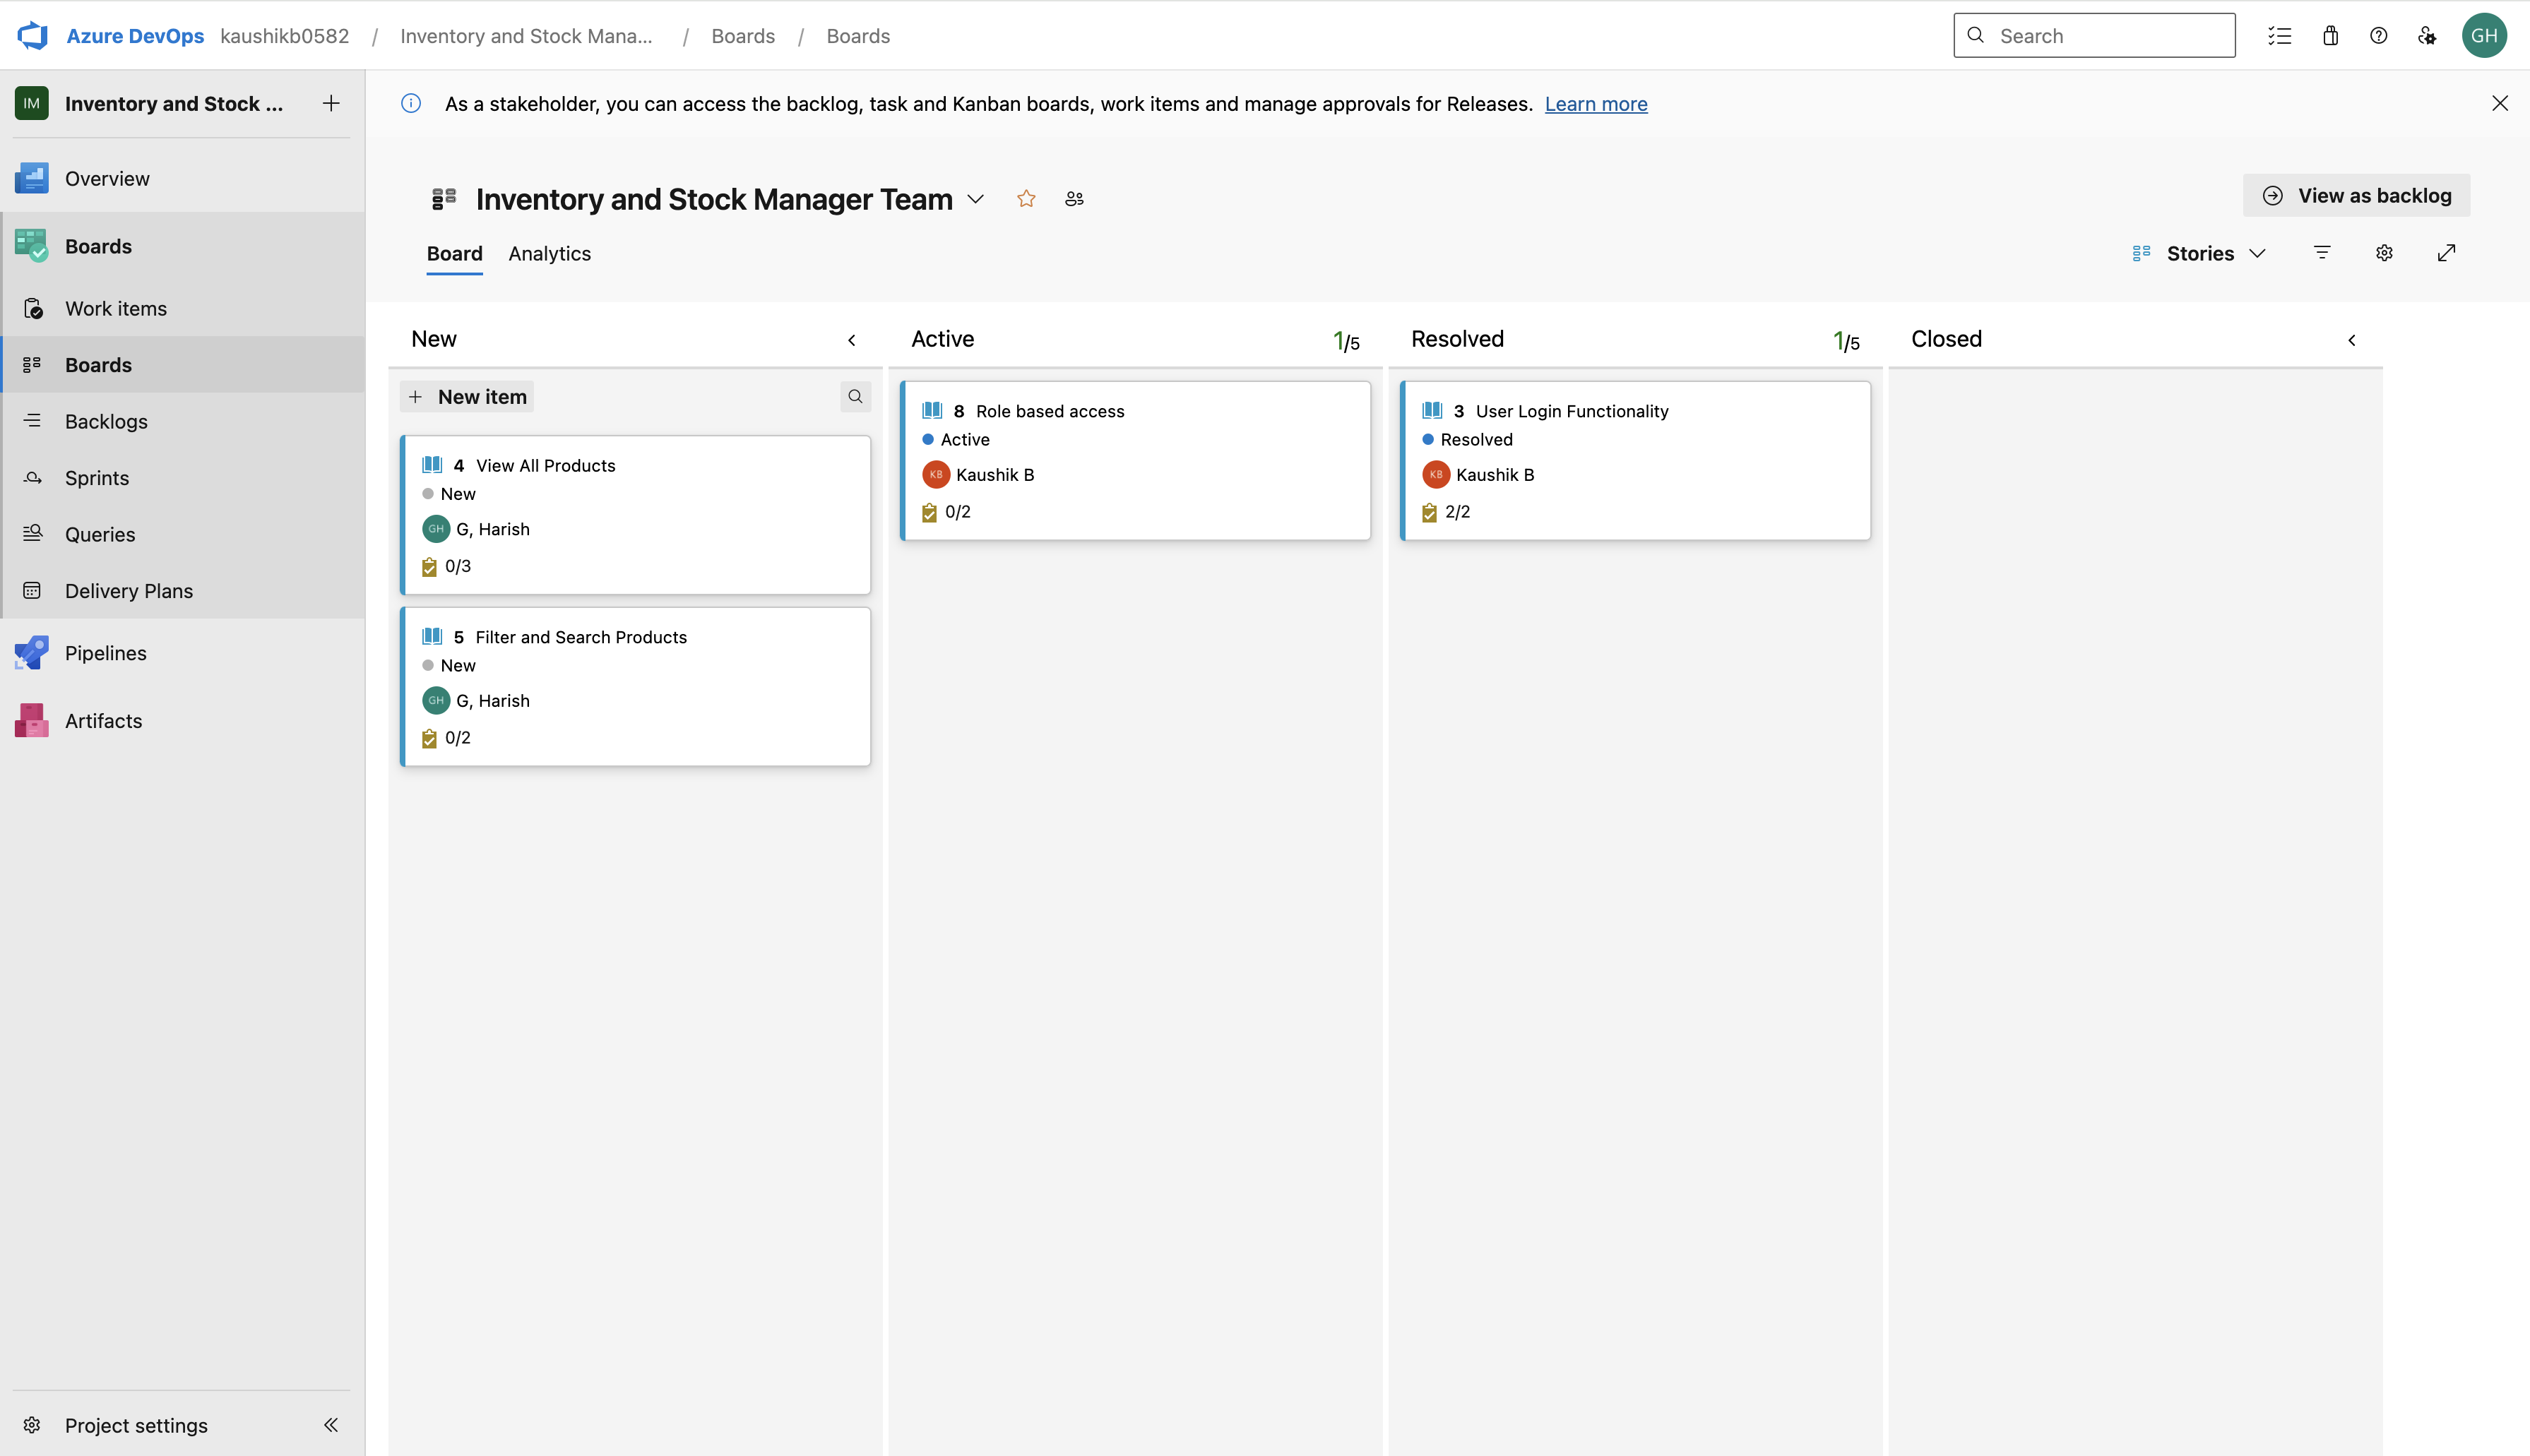 Azure DevOps kaushikb0582 / Inventory and Stock Mana... / Boards / Boards
Search
GH
IM Inventory and Stock ...
As a stakeholder, you can access the backlog, task and Kanban boards, work items and manage approvals for Releases. Learn more
Overview
Boards
Work items
Boards
Backlogs
Sprints
Queries
Delivery Plans
Pipelines
Artifacts
Project settings
Inventory and Stock Manager Team
View as backlog
Board Analytics
Stories
New
New item
4 View All Products
New
GH G, Harish
0/3
5 Filter and Search Products
New
GH G, Harish
0/2
Active 1/5
8 Role based access
Active
KB Kaushik B
0/2
Resolved 1/5
3 User Login Functionality
Resolved
KB Kaushik B
2/2
Closed